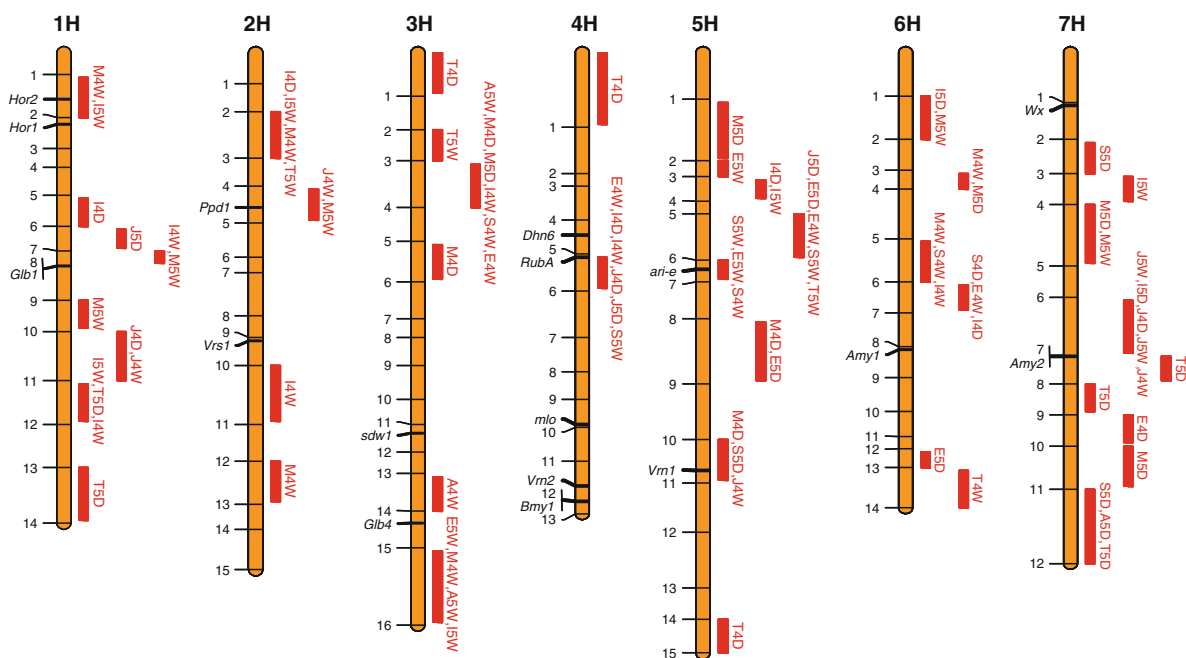 1H
2H
3H
4H
5H
6H
7H
1
Hor2
2
Hor1
3
4
5
6
7
8
Glb1
9
10
11
12
13
14
M4W,I5W
I4D
J5D
I4W,M5W
M5W
J4D,J4W
I5W,T5D,I4W
T5D
1
2
3
4
Ppd1
5
6
7
8
9
Vrs1
10
11
12
13
14
15
I4D,I5W,M4W,T5W
J4W,M5W
I4W
M4W
1
2
3
4
5
6
7
8
9
10
11
sdw1
12
13
14
Glb4
15
16
T4D
T5W
A5W,M4D,M5D,I4W,S4W,E4W
M4D
A4W
E5W,M4W,A5W,I5W
1
2
3
4
Dhn6
5
RubA
6
7
8
9
mlo
10
11
Vrn2
12
Bmy1
13
T4D
E4W,I4D,I4W,J4D,J5D,S5W
1
2
3
4
5
6
ari-e
7
8
9
10
Vrn1
11
12
13
14
15
M5D
E5W
I4D,I5W
J5D,E5D,E4W,S5W,T5W
S5W,E5W,S4W
M4D,E5D
M4D,S5D,J4W
T4D
1
2
3
4
5
6
7
8
Amy1
9
10
11
12
13
14
I5D,M5W
M4W,M5D
M4W,S4W,I4W
S4D,E4W,I4D
E5D
T4W
1
Wx
2
3
4
5
6
7
Amy2
8
9
10
11
12
S5D
I5W
M5D,M5W
J5W,I5D,J4D,J5W,J4W
T5D
T5D
E4D
M5D
S5D,A5D,T5D